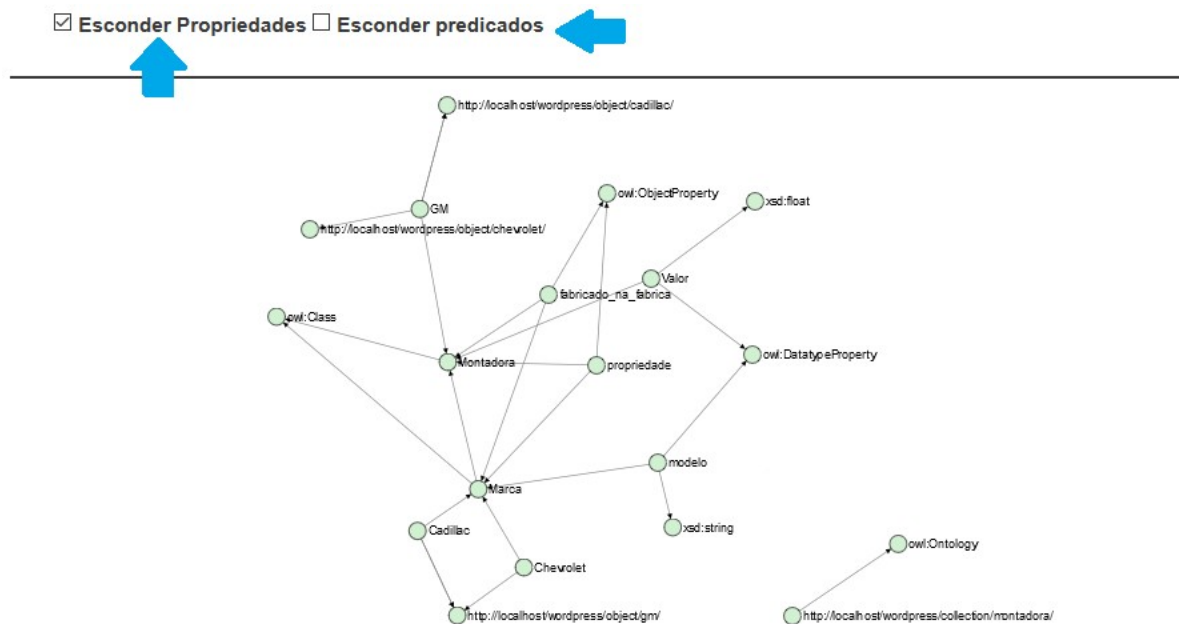 Esconder Propriedades Esconder predicados
http://localhost/wordpress/object/cadillac/
owl:ObjectProperty
xsd:float
GM
http://localhost/wordpress/object/chevrolet/
Valor
fabricado_na_fabrica
owl:Class
owl:DatatypeProperty
Montadora
propriedade
modelo
Marca
xsd:string
Cadillac
owl:Ontology
Chevrolet
http://localhost/wordpress/object/gm/
http://localhost/wordpress/collection/montadora/